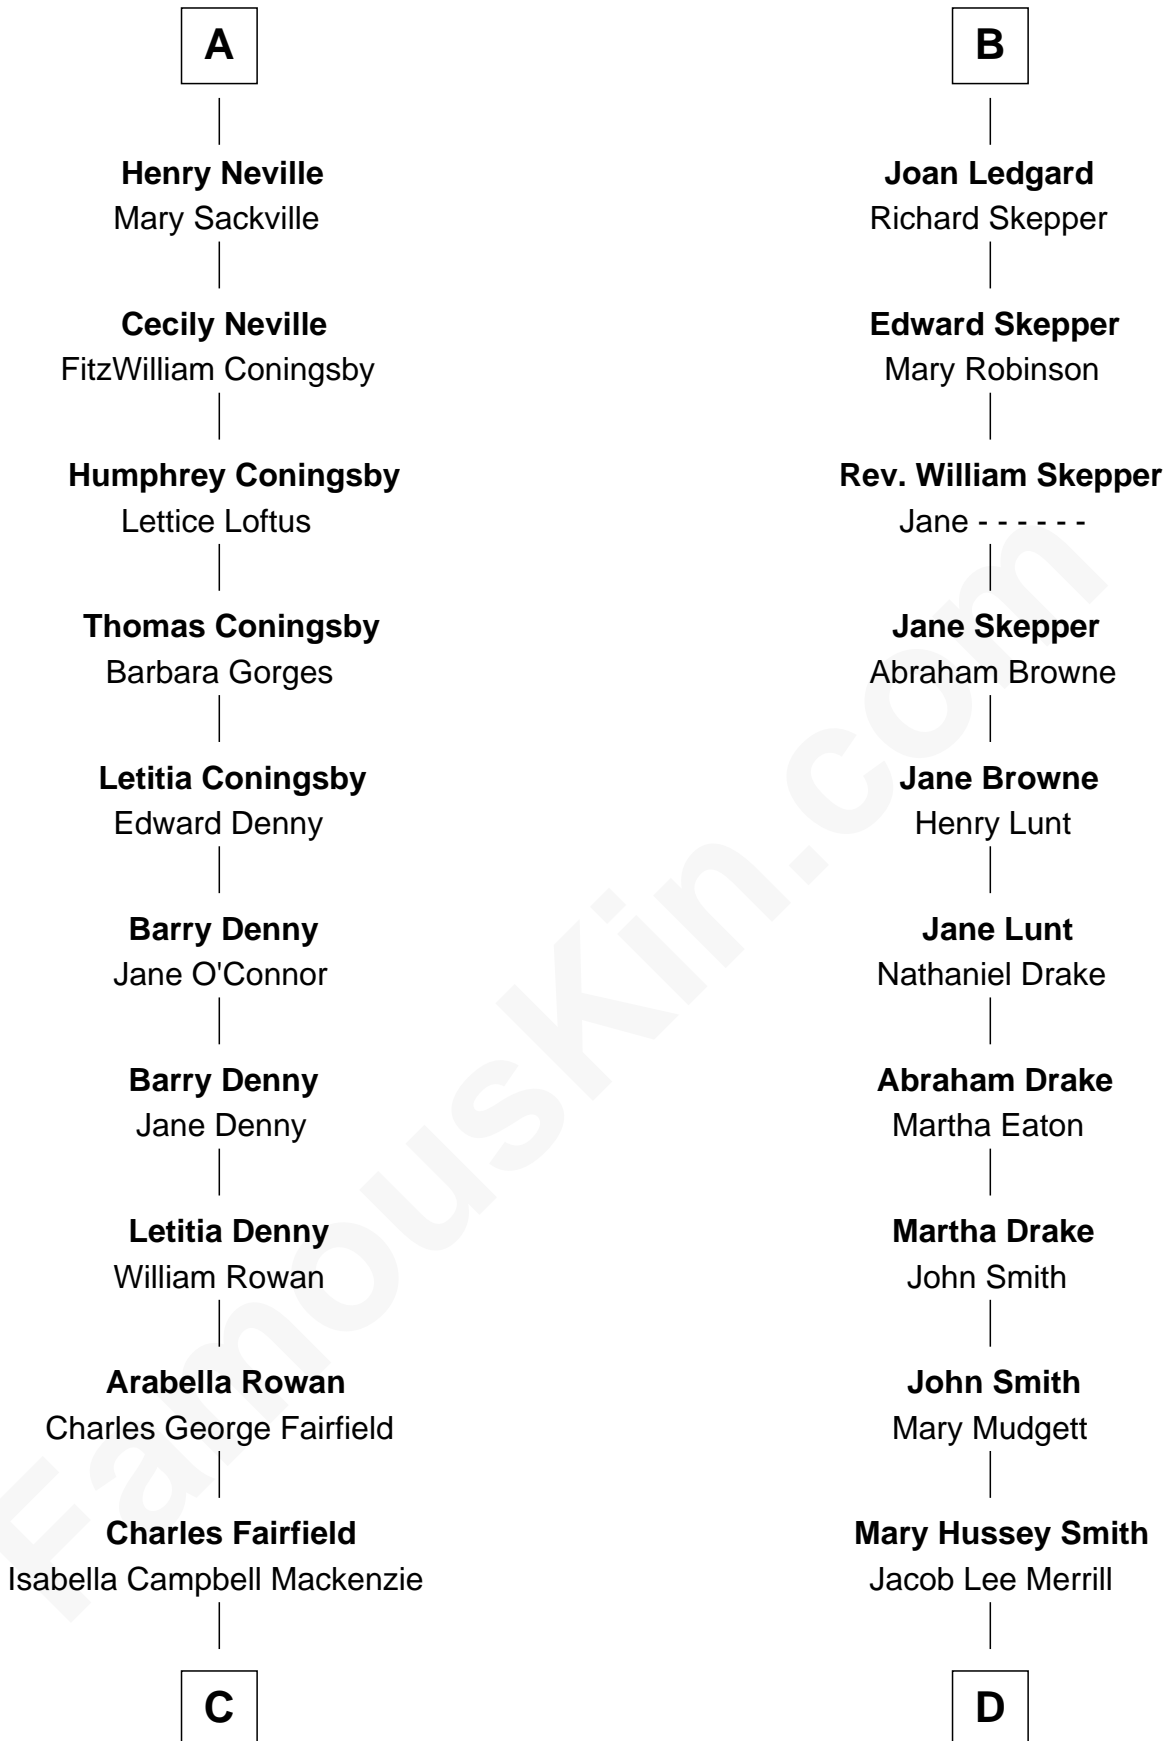 A
Henry Neville
Mary Sackville
Cecily Neville
FitzWilliam Coningsby
Humphrey Coningsby
Lettice Loftus
Thomas Coningsby
Barbara Gorges
Letitia Coningsby
Edward Denny
Barry Denny
Jane O'Connor
Barry Denny
Jane Denny
Letitia Denny
William Rowan
Arabella Rowan
Charles George Fairfield
Charles Fairfield
Isabella Campbell Mackenzie
C
B
Joan Ledgard
Richard Skepper
Edward Skepper
Mary Robinson
Rev. William Skepper
Jane - - - - - -
Jane Skepper
Abraham Browne
Jane Browne
Henry Lunt
Jane Lunt
Nathaniel Drake
Abraham Drake
Martha Eaton
Martha Drake
John Smith
John Smith
Mary Mudgett
Mary Hussey Smith
Jacob Lee Merrill
D
FamousKin.com